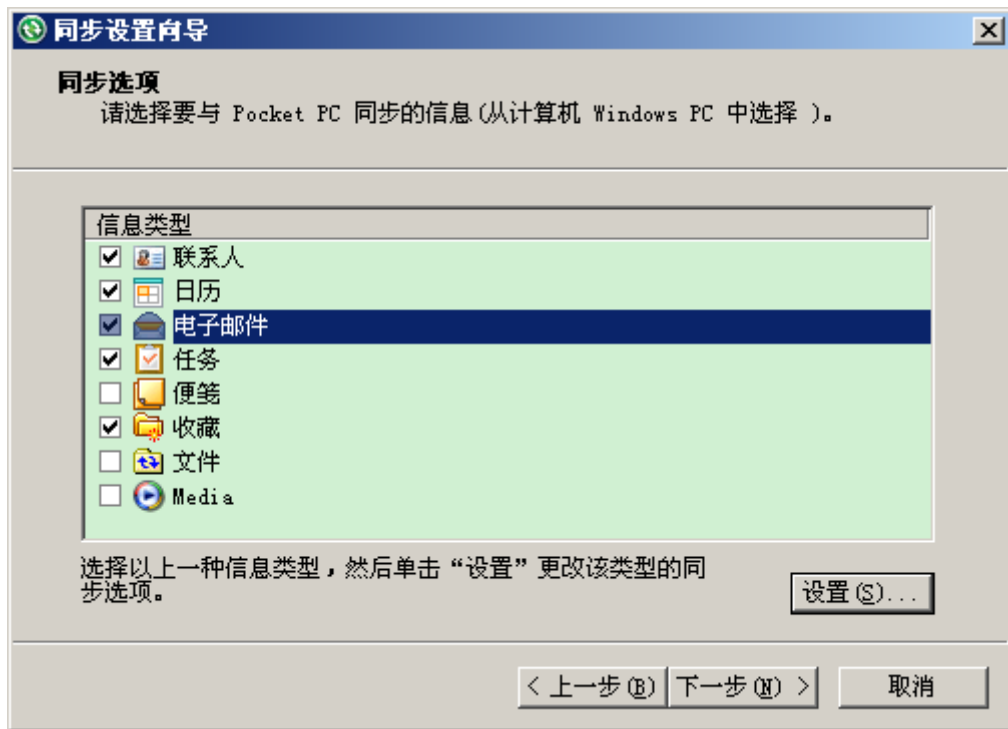 同步设置向导
同步选项
请选择要与 Pocket PC 同步的信息(从计算机 Windows PC 中选择 )。
信息类型
联系人
日历
电子邮件
任务
便笺
收藏
文件
Media
选择以上一种信息类型，然后单击“设置”更改该类型的同
步选项。
设置(S)...
< 上一步(B)
下一步(N) >
取消